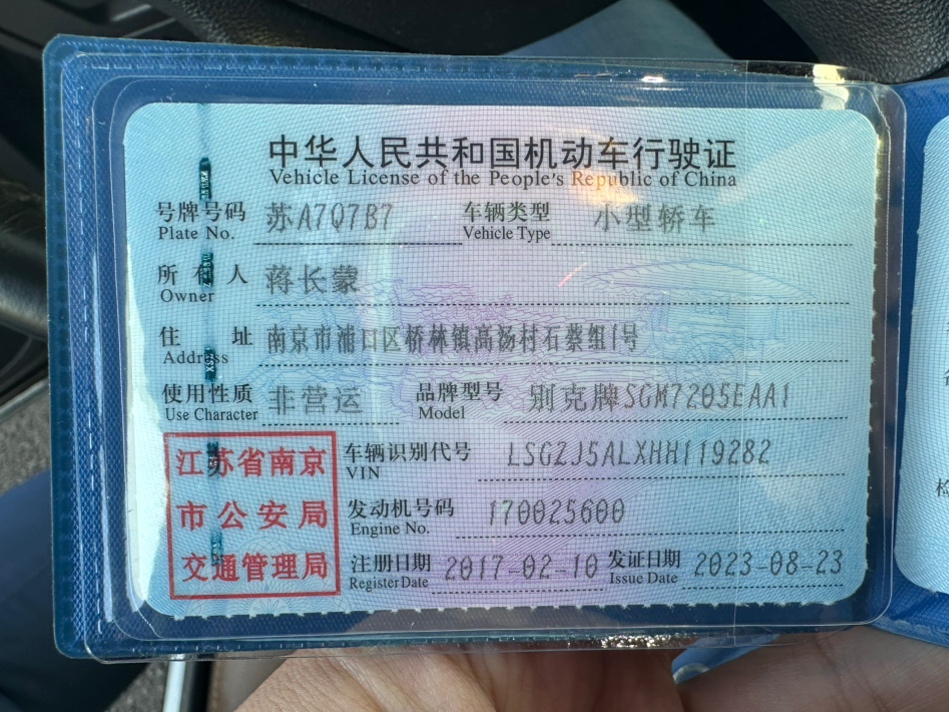 中华人民共和国机动车行驶证
Vehicle License of the People's Republic of China
号牌号码 苏A7Q7B7 车辆类型 小型轿车
Plate No. Vehicle Type
所有人 蒋长蒙
Owner
住址 南京市浦口区桥林镇高汤村石蔡组1号
Address
使用性质 非营运 品牌型号 别克牌SGM7205EAA1
Use Character Model
江苏省南京
市公安局
交通管理局
车辆识别代号 LSGZJ5ALXHH119282
VIN
发动机号码 170025600
Engine No.
注册日期 2017-02-10 发证日期 2023-08-23
Register Date Issue Date
检